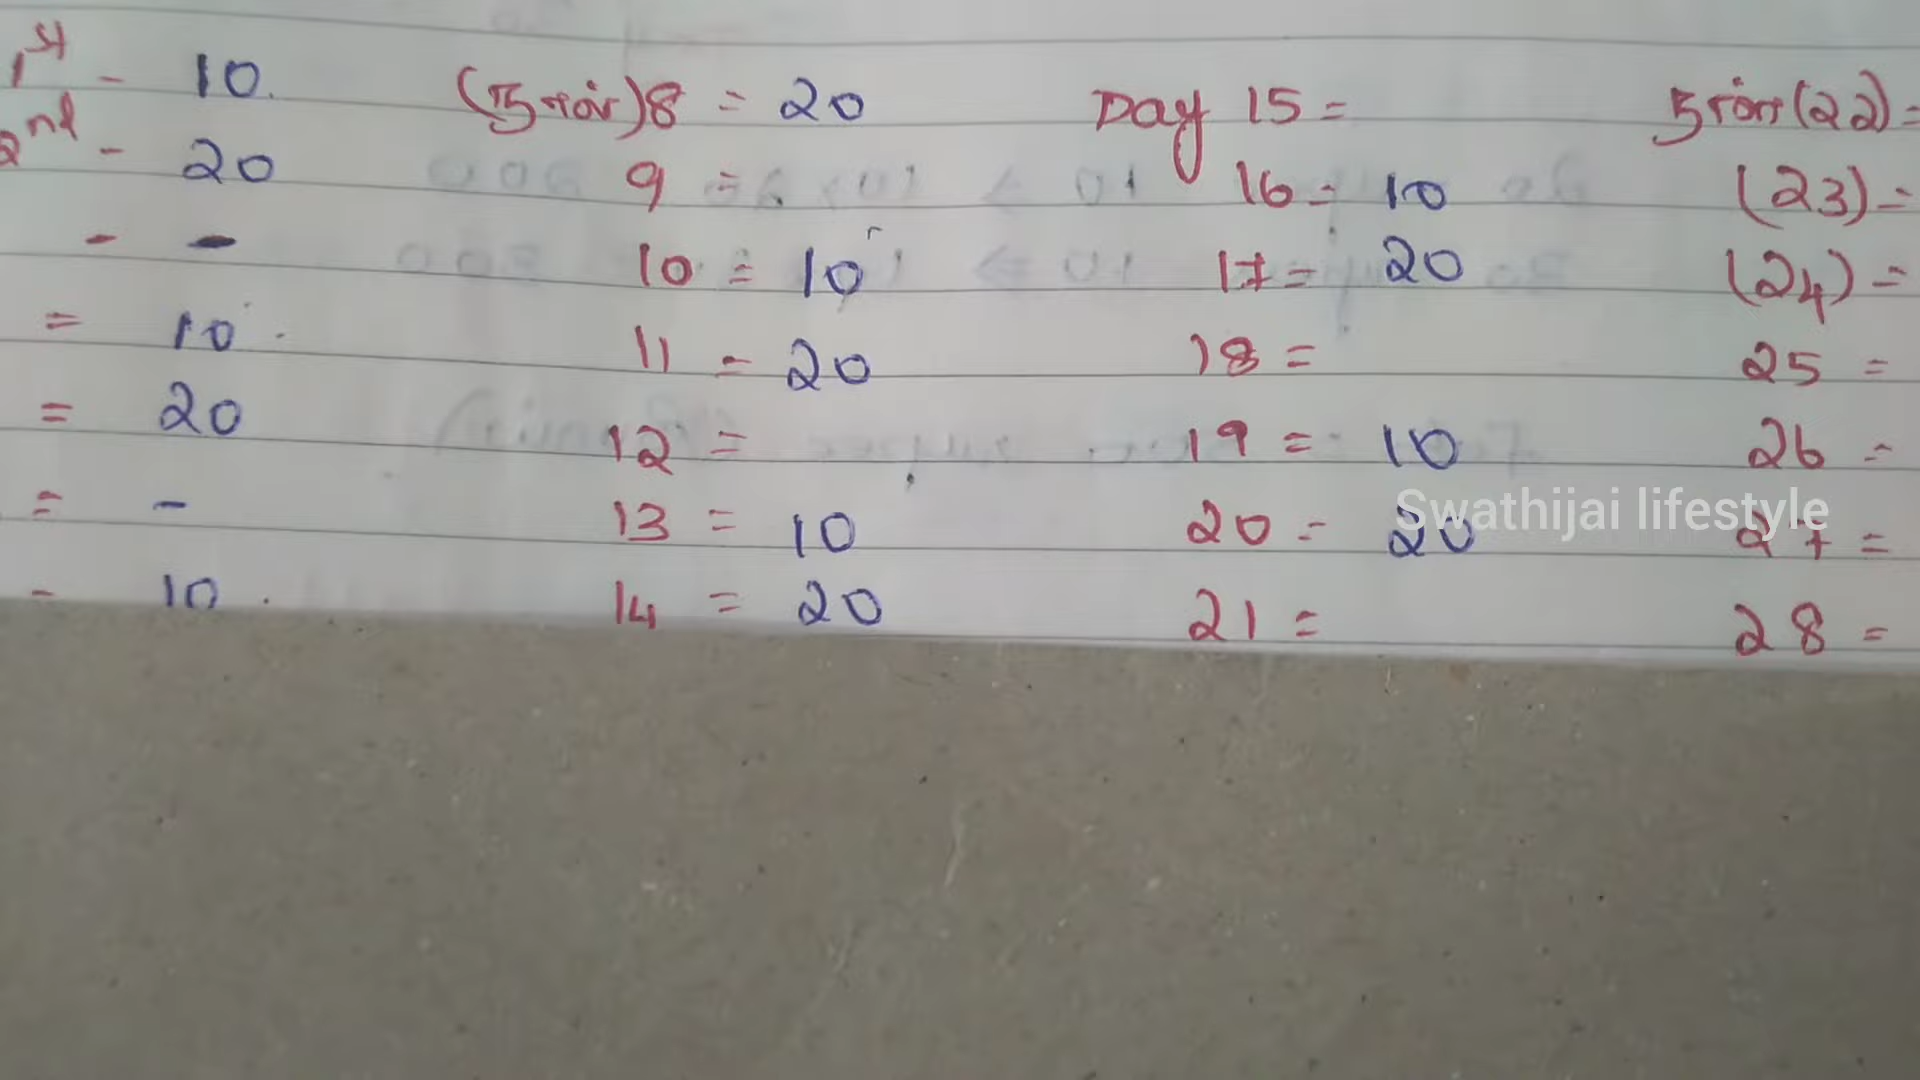 1st - 10.
2nd - 20
- -
= 10.
= 20
= -
- 10.
(நாள்) 8 = 20
9 =
10 = 10
11 = 20
12 =
13 = 10
14 = 20
Day 15 =
16 = 10
17 = 20
18 =
19 = 10
20 = 20
21 =
நாள் (22) =
(23) =
(24) =
25 =
26 =
27 =
28 =
Swathijai lifestyle